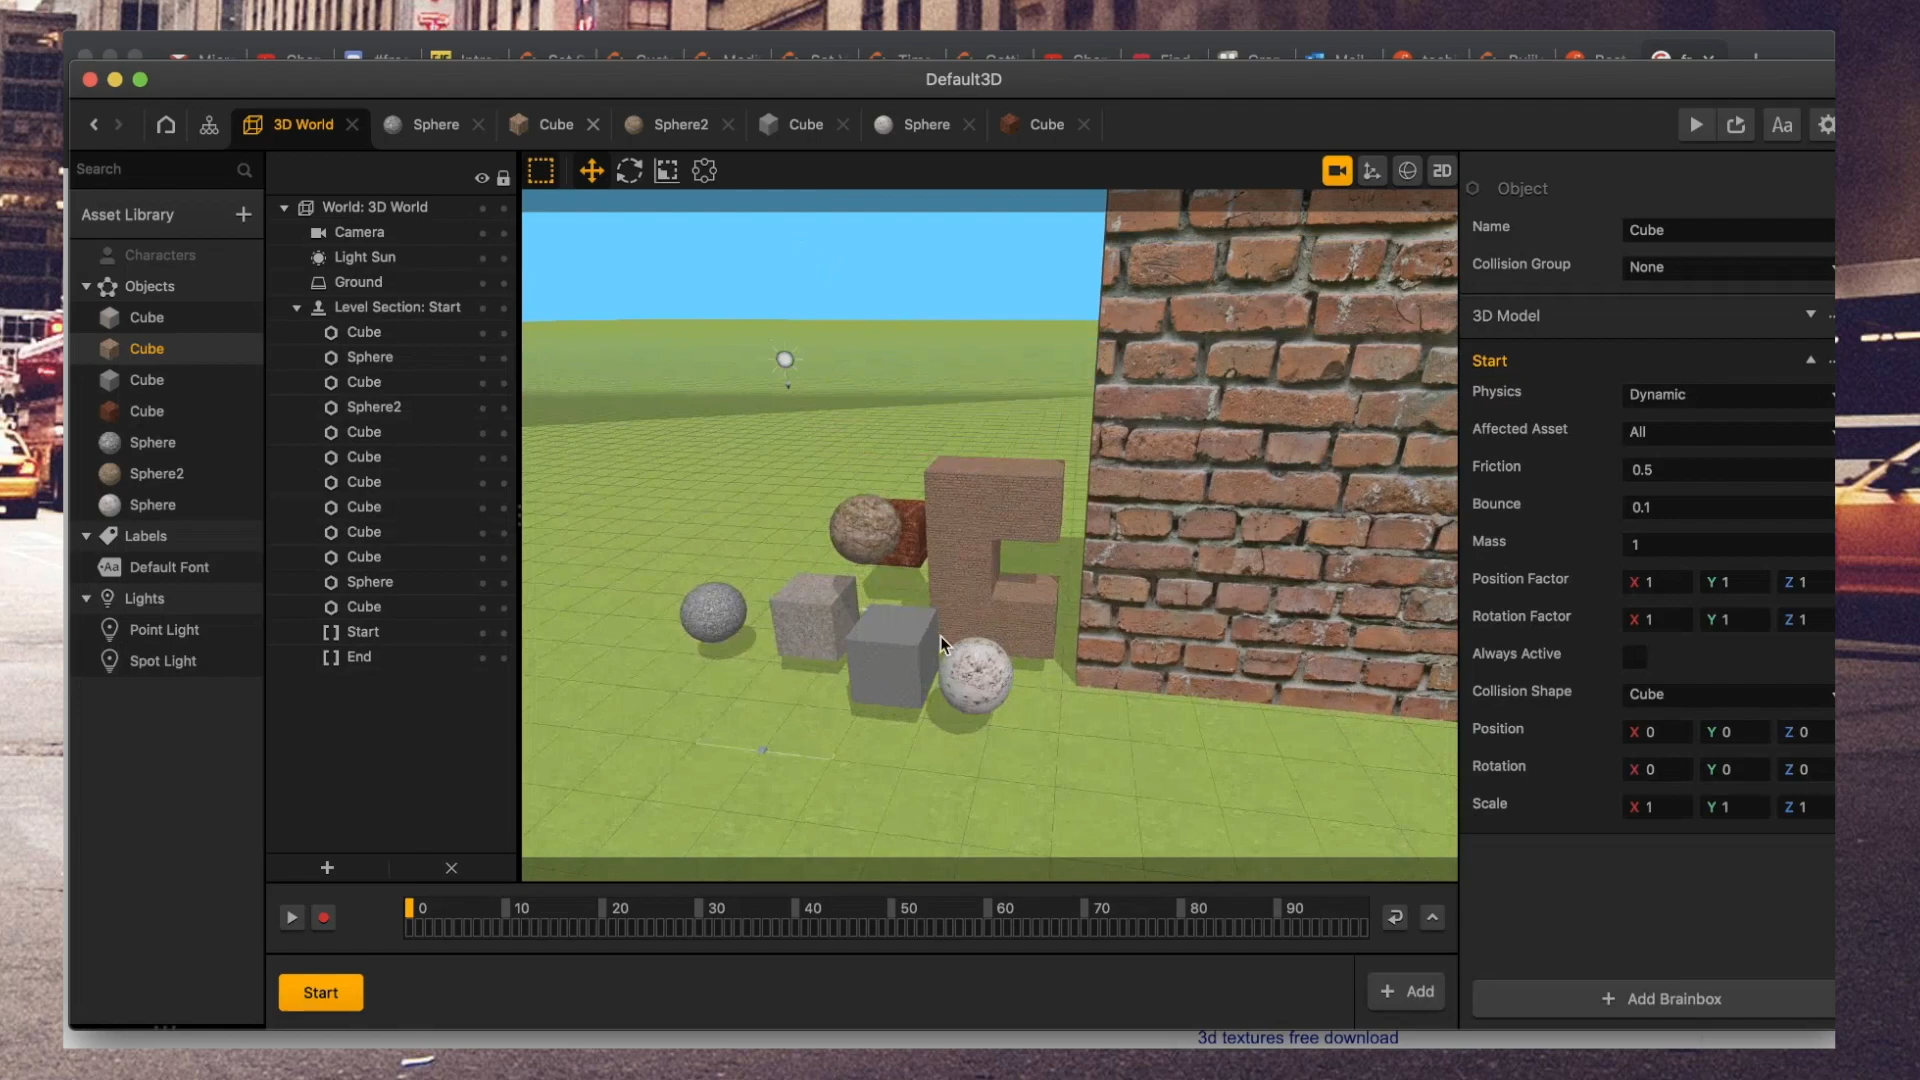 Default3D
3D World
Sphere
Cube
Sphere2
Cube
Sphere
Cube
Aa
Search
Asset Library
Characters
Objects
Cube
Cube
Cube
Cube
Sphere
Sphere2
Sphere
Labels
Aa Default Font
Lights
Point Light
Spot Light
World: 3D World
Camera
Light Sun
Ground
Level Section: Start
Cube
Sphere
Cube
Sphere2
Cube
Cube
Cube
Cube
Cube
Cube
Sphere
Cube
[ ] Start
[ ] End
2D
Object
Name Cube
Collision Group None
3D Model
Start
Physics Dynamic
Affected Asset All
Friction 0.5
Bounce 0.1
Mass 1
Position Factor X 1 Y 1 Z 1
Rotation Factor X 1 Y 1 Z 1
Always Active
Collision Shape Cube
Position X 0 Y 0 Z 0
Rotation X 0 Y 0 Z 0
Scale X 1 Y 1 Z 1
+ Add Brainbox
0 10 20 30 40 50 60 70 80 90
Start
+ Add
3d textures free download